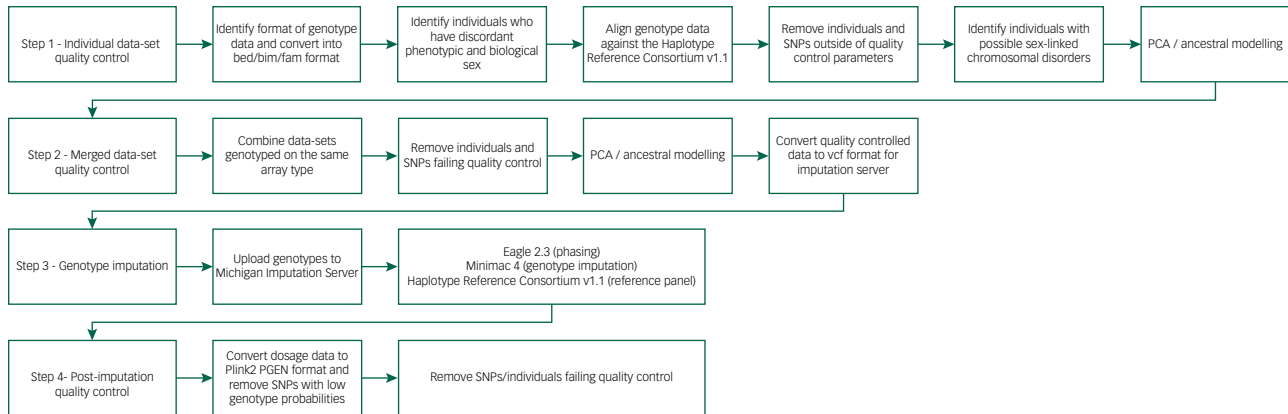 Step 1 - Individual data-set
quality control
Identify format of genotype
data and convert into
bed/bim/fam format
Identify individuals who
have discordant
phenotypic and biological
sex
Align genotype data
against the Haplotype
Reference Consortium v1.1
Remove individuals and
SNPs outside of quality
control parameters
Identify individuals with
possible sex-linked
chromosomal disorders
PCA / ancestral modelling
Step 2 - Merged data-set
quality control
Combine data-sets
genotyped on the same
array type
Remove individuals and
SNPs failing quality control
PCA / ancestral modelling
Convert quality controlled
data to vcf format for
imputation server
Step 3 - Genotype imputation
Upload genotypes to
Michigan Imputation Server
Eagle 2.3 (phasing)
Minimac 4 (genotype imputation)
Haplotype Reference Consortium v1.1 (reference panel)
Step 4- Post-imputation
quality control
Convert dosage data to
Plink2 PGEN format and
remove SNPs with low
genotype probabilities
Remove SNPs/individuals failing quality control